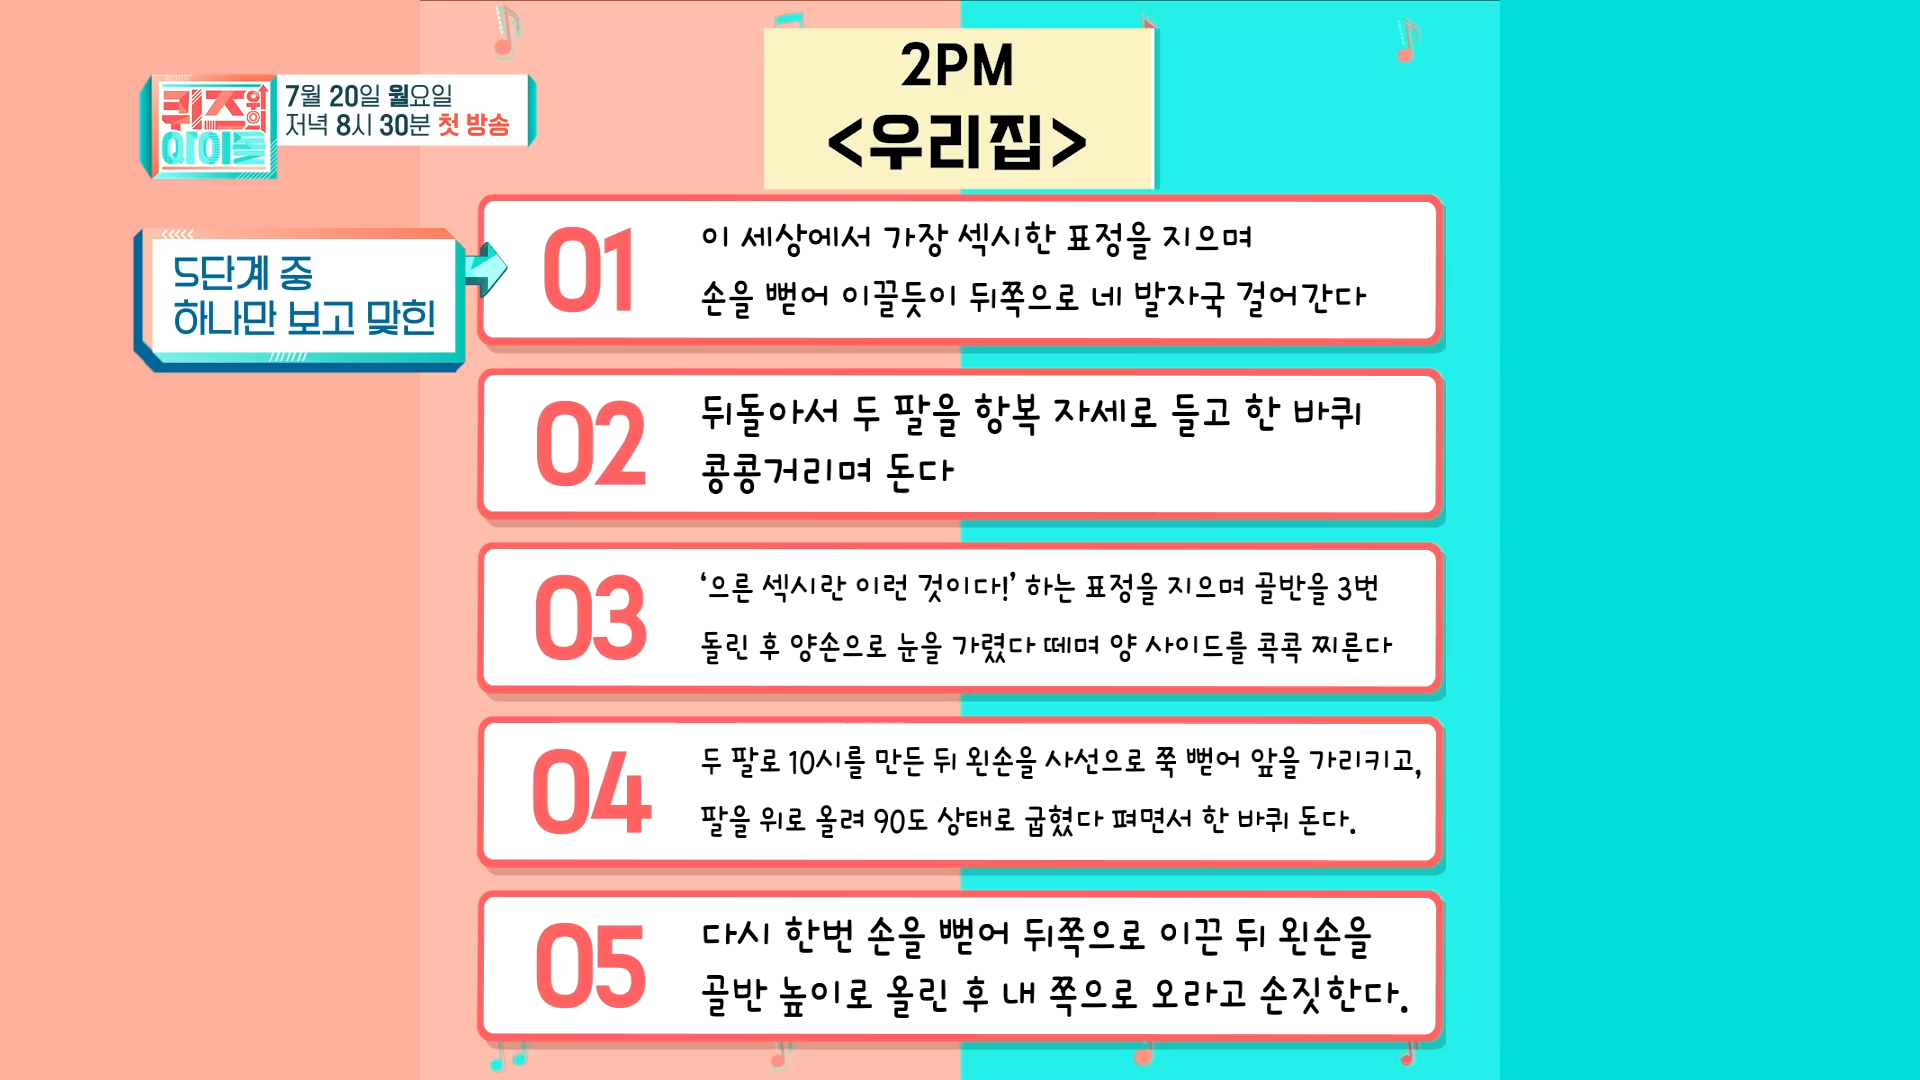 퀴즈 위의
아이돌
7월 20일 월요일
저녁 8시 30분 첫 방송
2PM
<우리집>
5단계 중
하나만 보고 맞힌
01
이 세상에서 가장 섹시한 표정을 지으며
손을 뻗어 이끌듯이 뒤쪽으로 네 발자국 걸어간다
02
뒤돌아서 두 팔을 항복 자세로 들고 한 바퀴
콩콩거리며 돈다
03
‘으른 섹시란 이런 것이다!’ 하는 표정을 지으며 골반을 3번
돌린 후 양손으로 눈을 가렸다 떼며 양 사이드를 콕콕 찌른다
04
두 팔로 10시를 만든 뒤 왼손을 사선으로 쭉 뻗어 앞을 가리키고,
팔을 위로 올려 90도 상태로 굽혔다 펴면서 한 바퀴 돈다.
05
다시 한번 손을 뻗어 뒤쪽으로 이끈 뒤 왼손을
골반 높이로 올린 후 내 쪽으로 오라고 손짓한다.